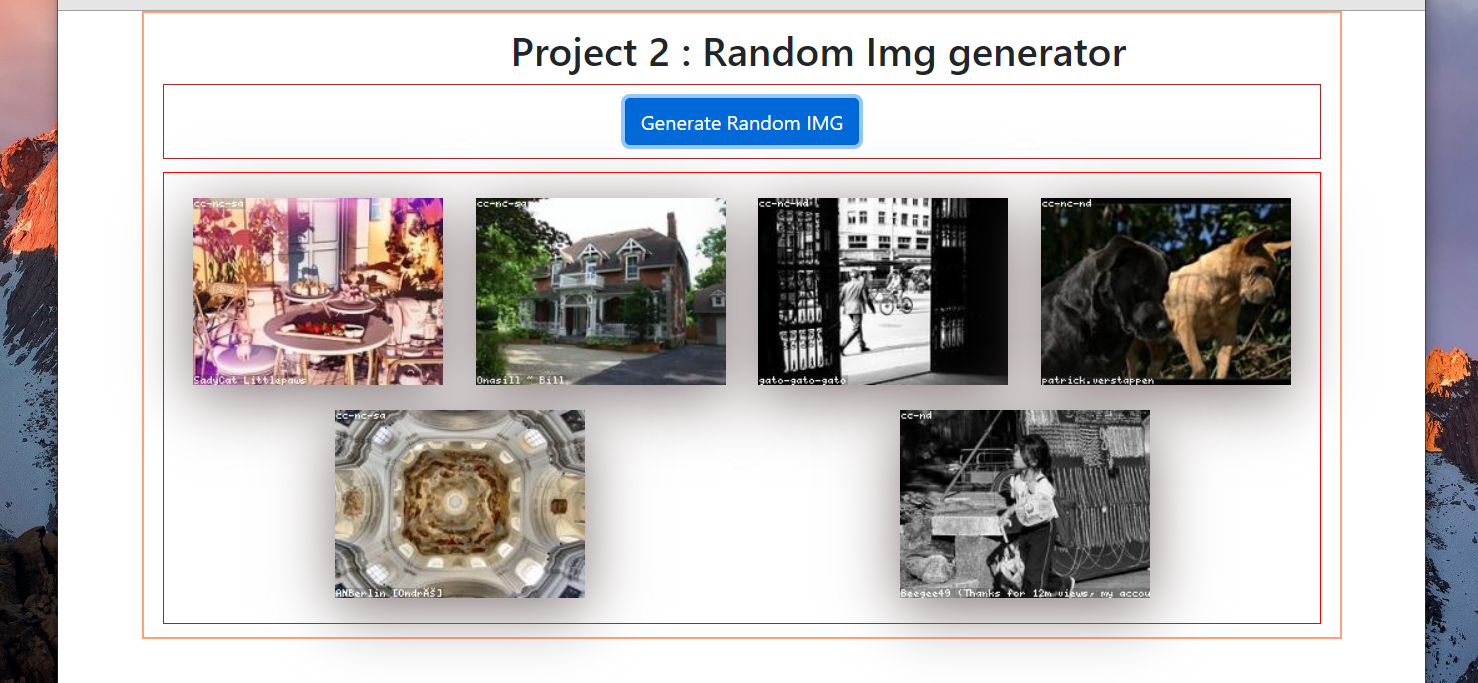 Project 2 : Random Img generator
Generate Random IMG
cc-nc-sa
cc-nc-sa
cc-nc-nd
cc-nc-nd
SadyCat Littlepaws
Onasill ~ Bill
gato-gato-gato
patrick.verstappen
cc-nc-sa
cc-nd
ANBerlin [OndrÄŠ]
Beegee49 (Thanks for 12m views, my accou